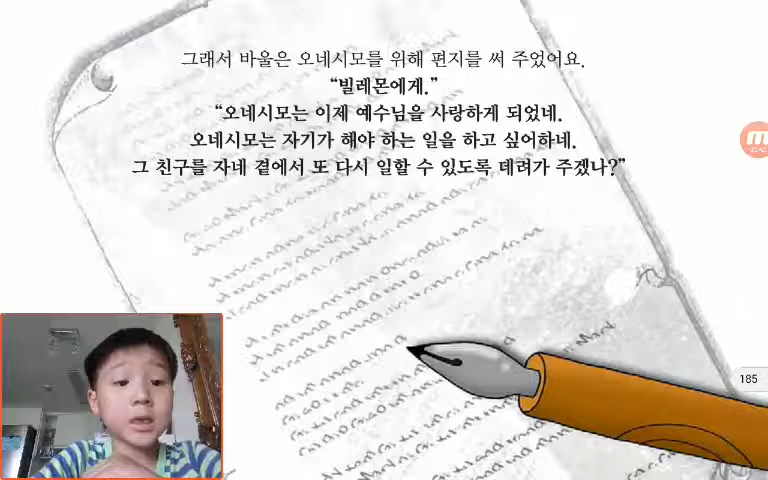 그래서 바울은 오네시모를 위해 편지를 써 주었어요.
“빌레몬에게.”
“오네시모는 이제 예수님을 사랑하게 되었네.
오네시모는 자기가 해야 하는 일을 하고 싶어하네.
그 친구를 자네 곁에서 또 다시 일할 수 있도록 데려가 주겠나?”
185